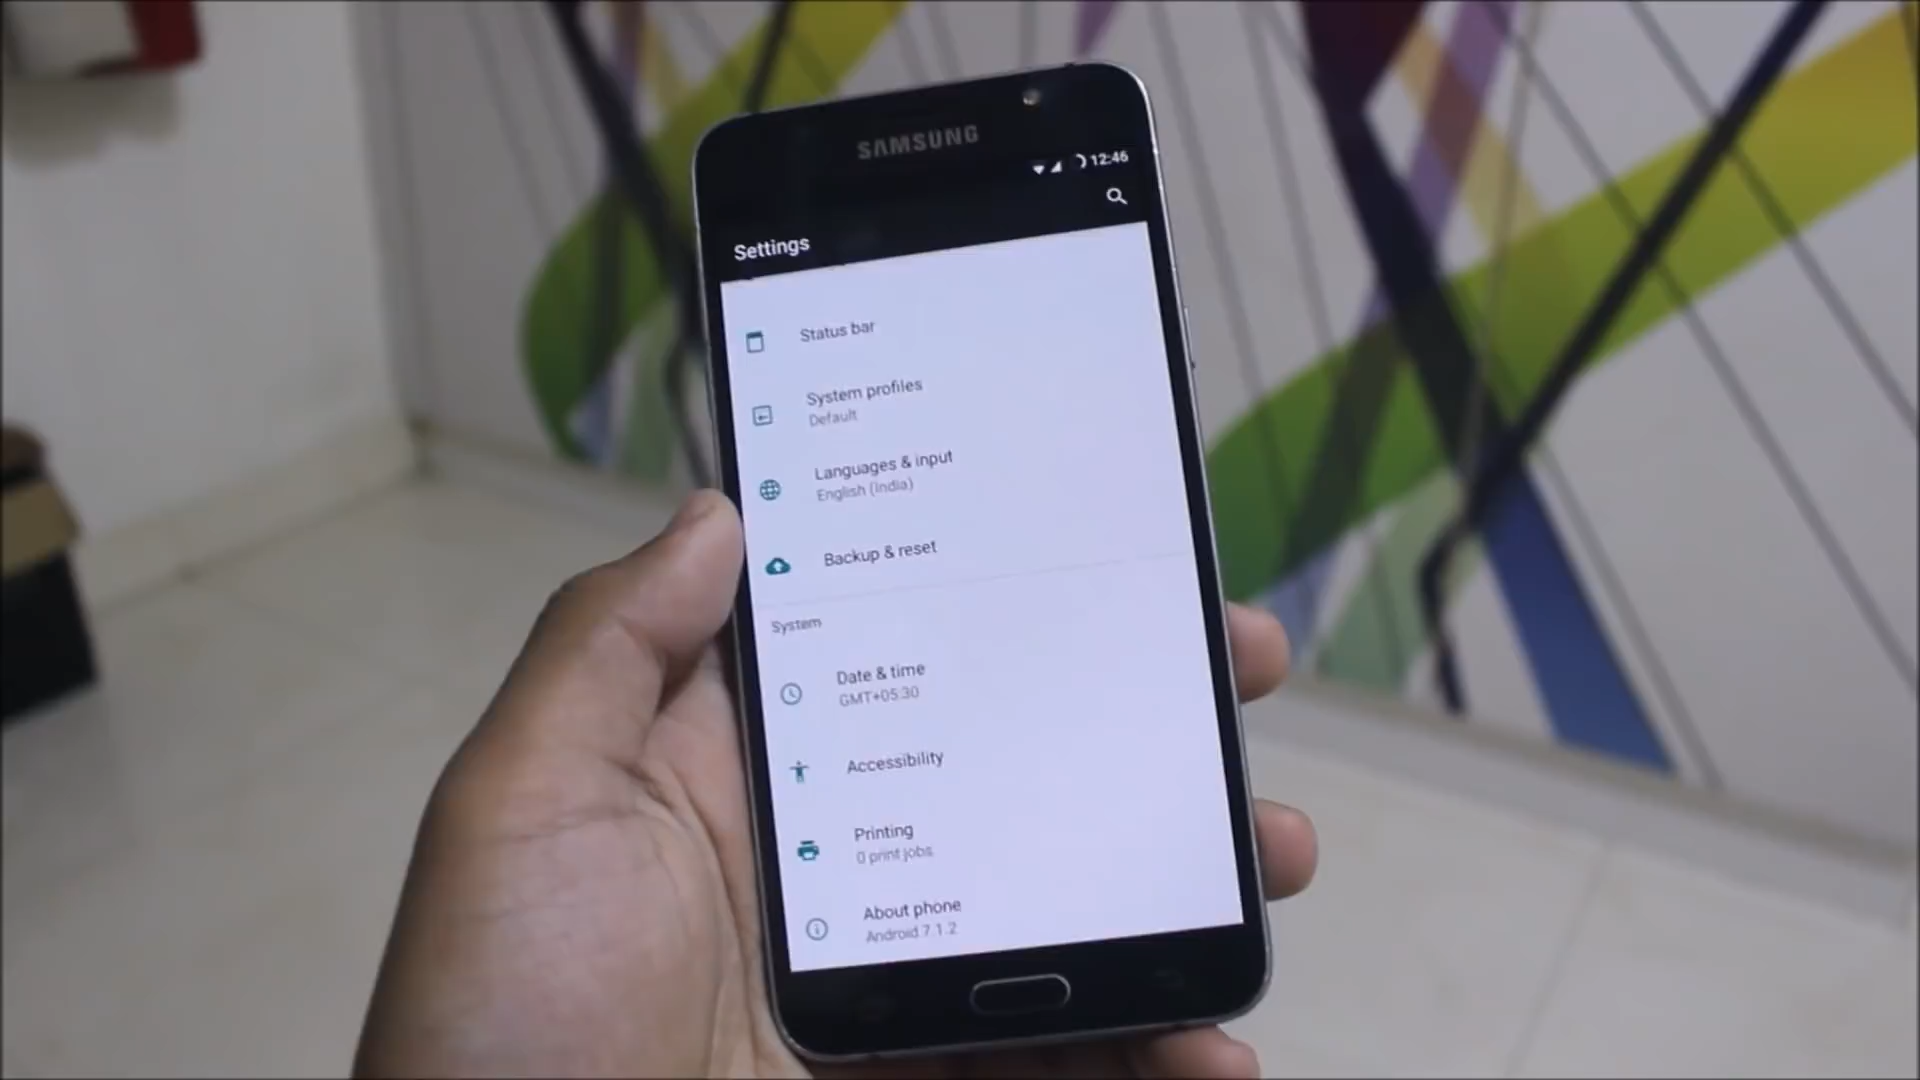 SAMSUNG
12:46
Settings
Status bar
System profiles
Default
Languages & input
English (India)
Backup & reset
System
Date & time
GMT+05:30
Accessibility
Printing
0 print jobs
About phone
Android 7.1.2